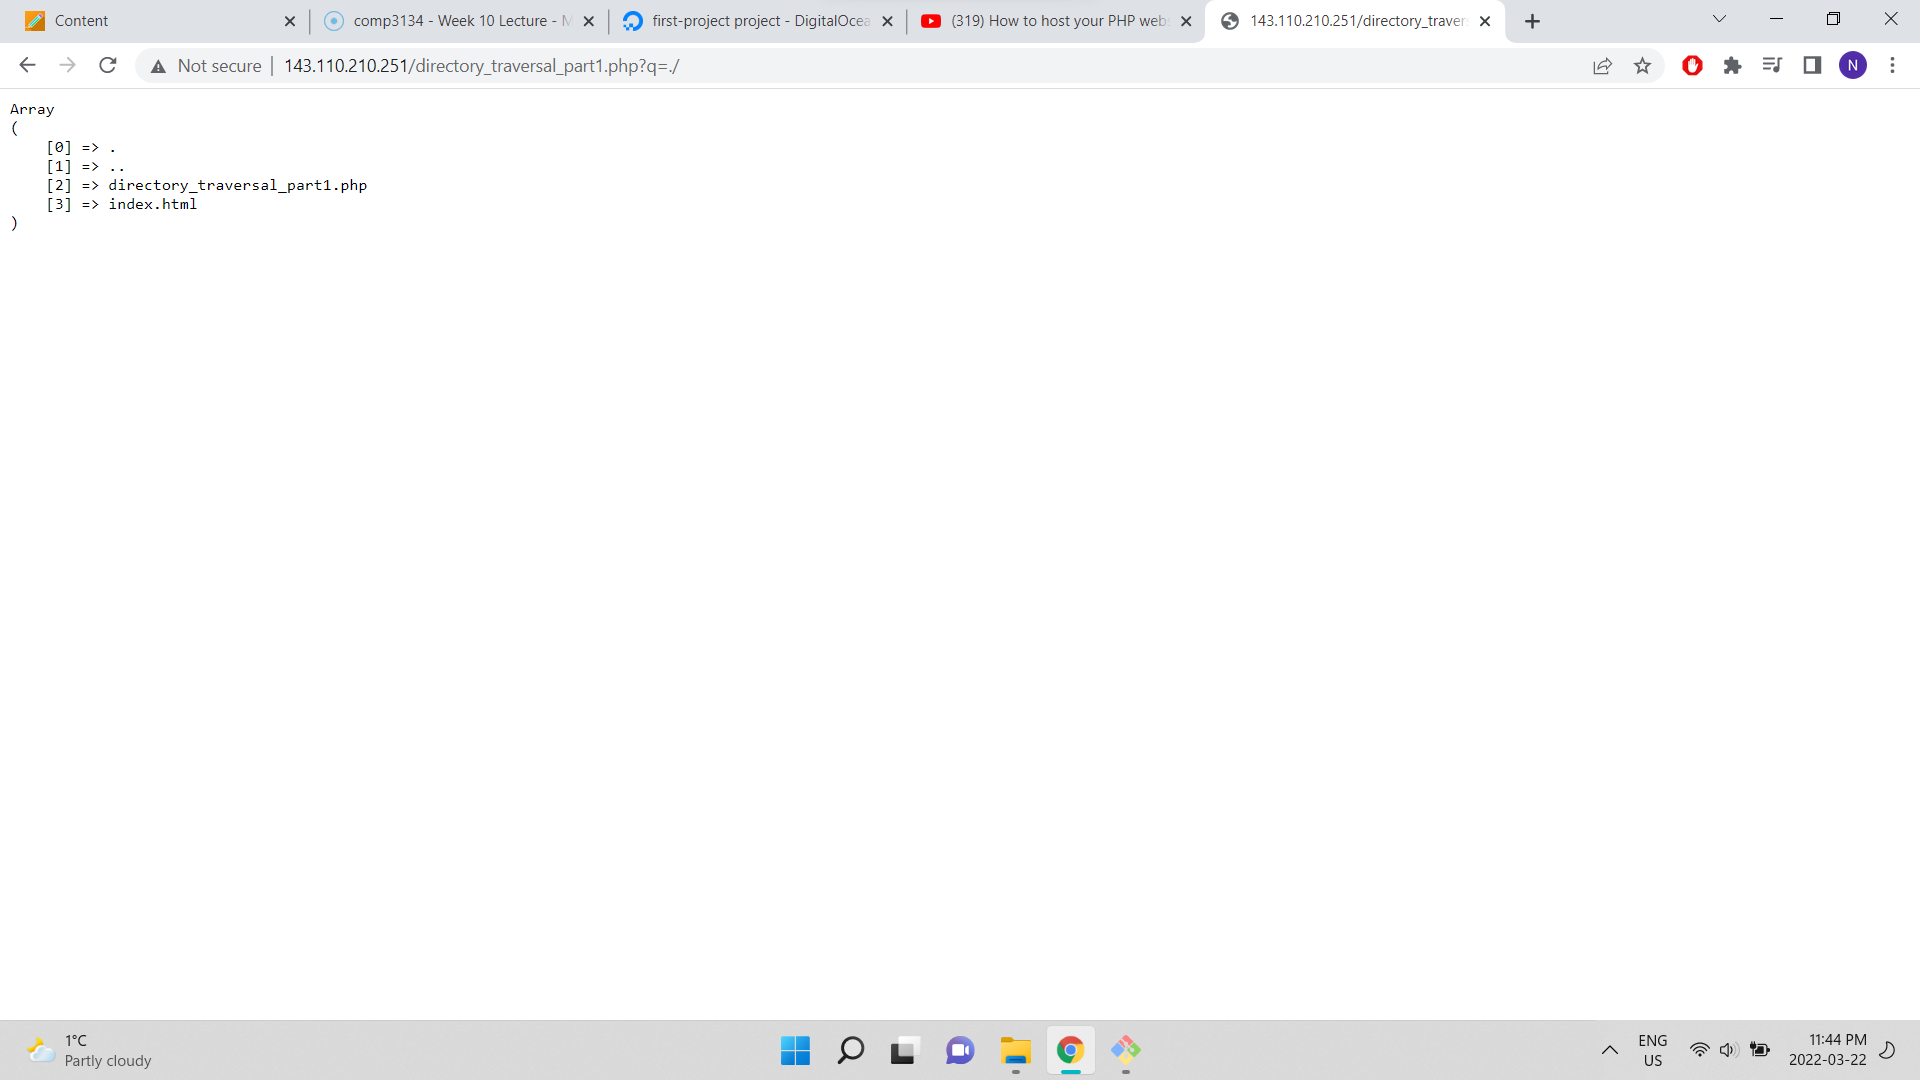 Content
comp3134 - Week 10 Lecture - M
first-project project - DigitalOcea
(319) How to host your PHP web
143.110.210.251/directory_traver
Not secure
143.110.210.251/directory_traversal_part1.php?q=./
N
Array
(
[0] => .
[1] => ..
[2] => directory_traversal_part1.php
[3] => index.html
)
1°C
Partly cloudy
ENG
US
11:44 PM
2022-03-22